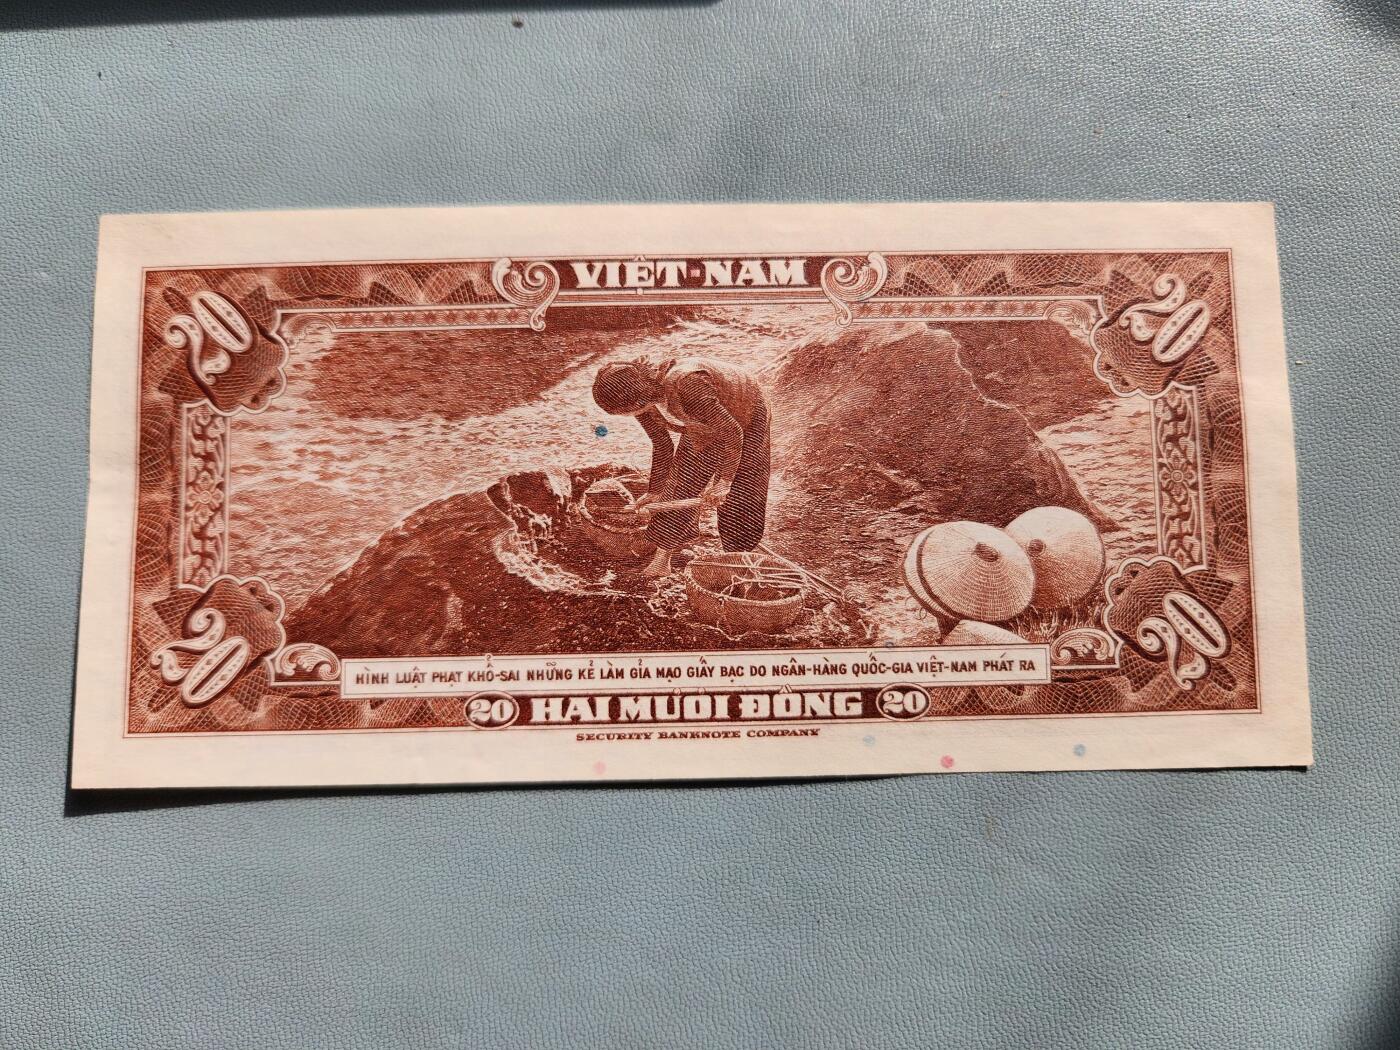 VIỆT-NAM
20 20
20 20
HÌNH LUẬT PHẠT KHỔ-SAI NHỮNG KẺ LÀM GIẢ MẠO GIẤY BẠC DO NGÂN-HÀNG QUỐC-GIA VIỆT-NAM PHÁT RA
20 HAI MƯƠI ĐỒNG 20
SECURITY BANKNOTE COMPANY